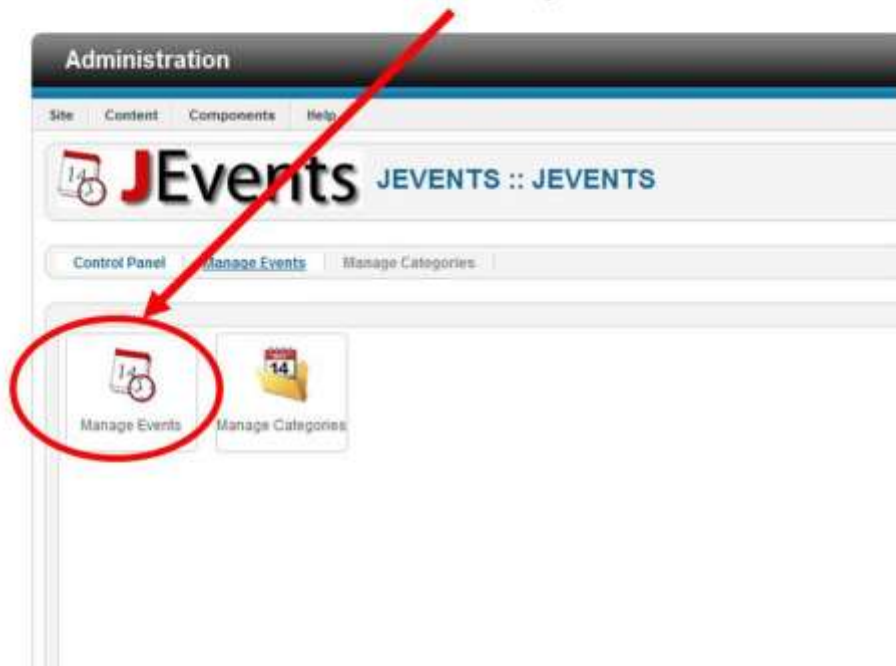 Administration
Site Content Components Help
JEvents JEVENTS :: JEVENTS
Control Panel Manage Events Manage Categories
14
Manage Events Manage Categories